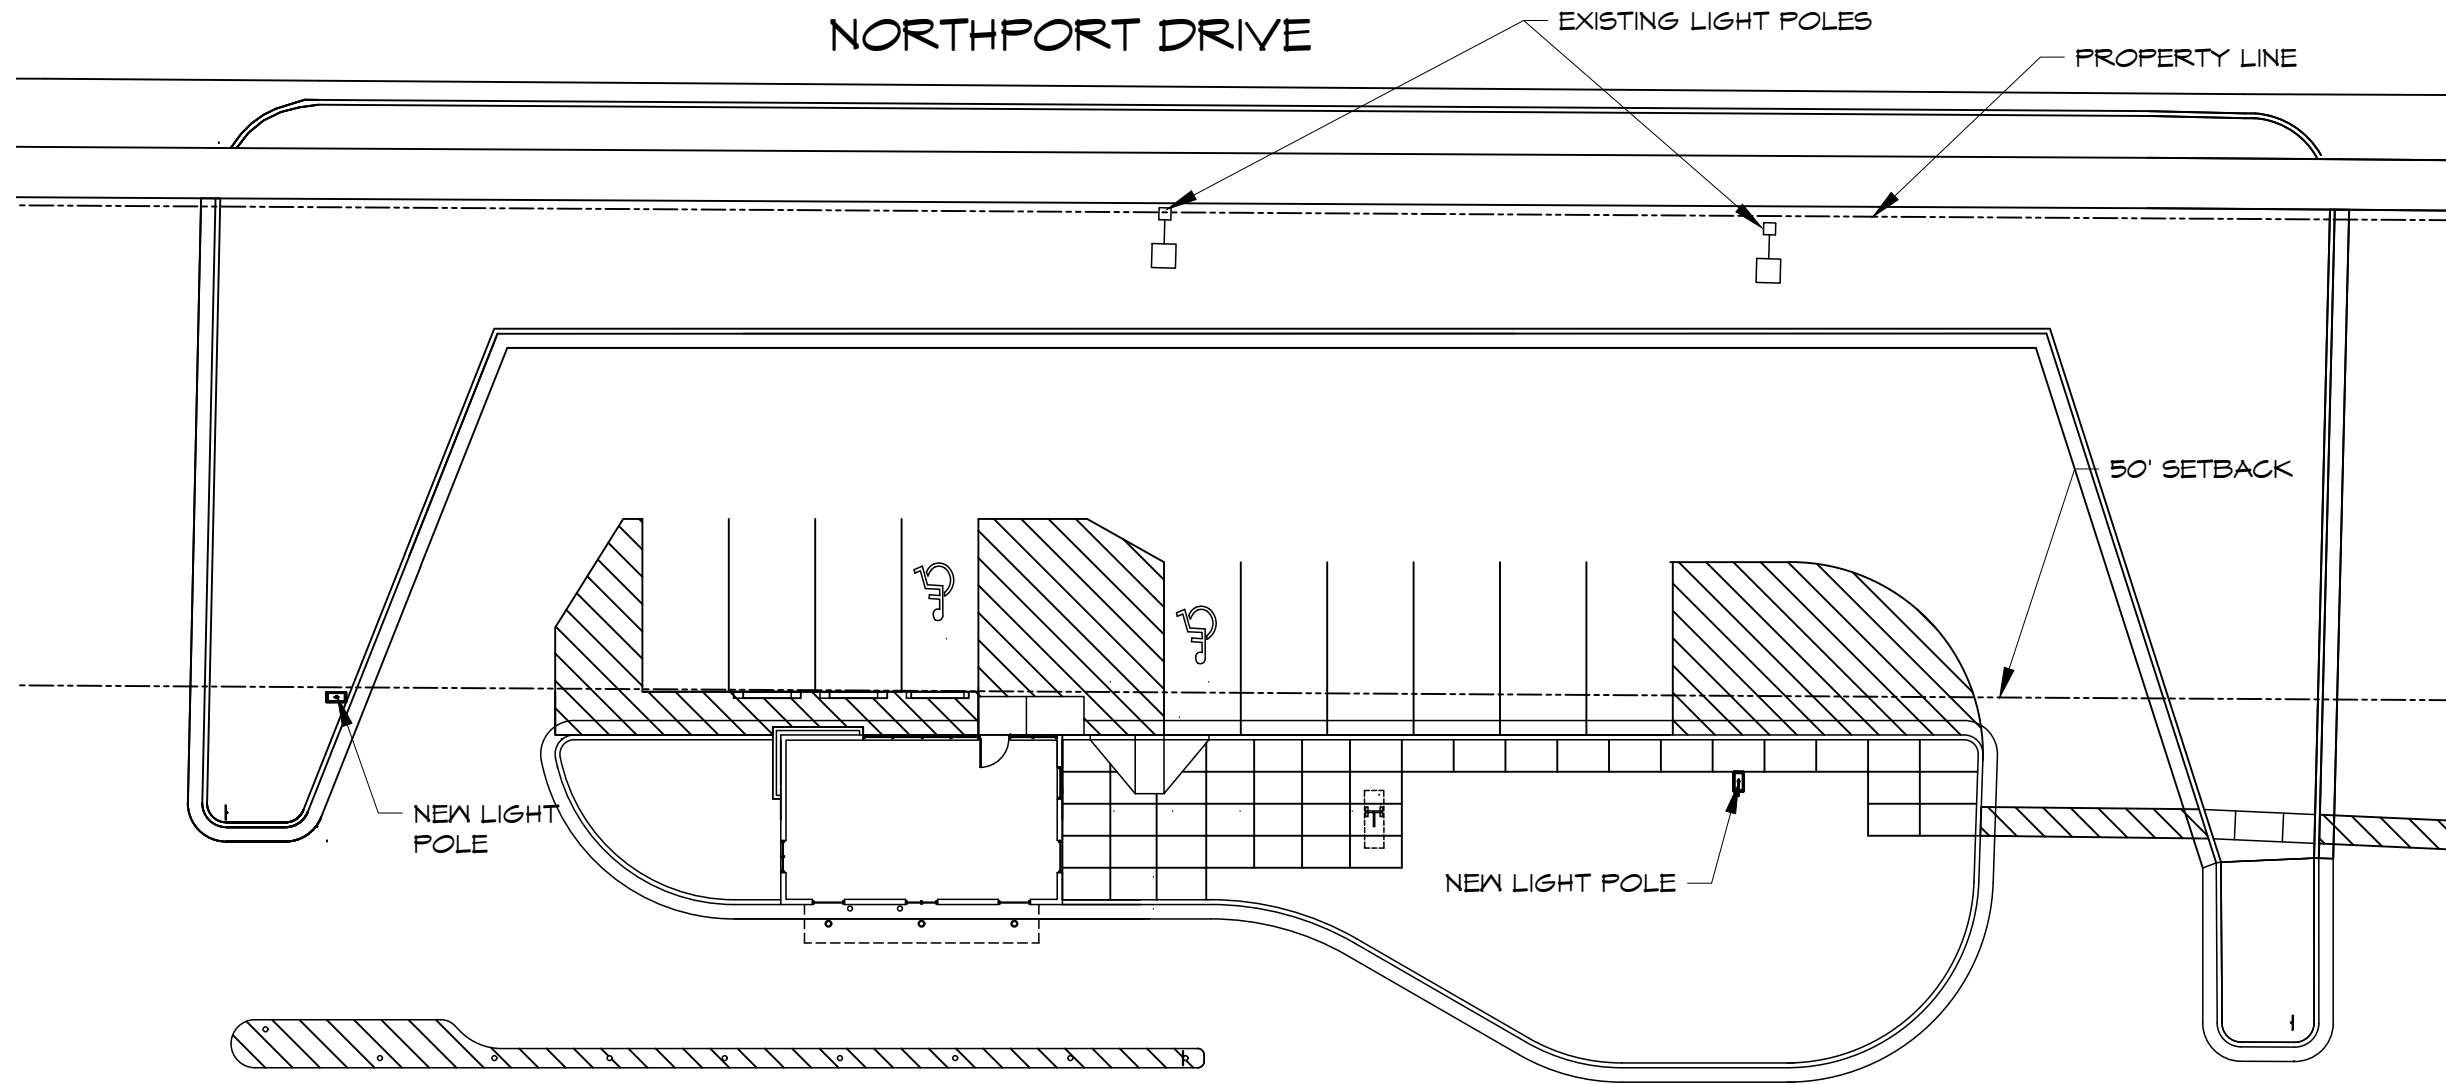 NORTHPORT DRIVE
EXISTING LIGHT POLES
PROPERTY LINE
50' SETBACK
NEW LIGHT
POLE
NEW LIGHT POLE